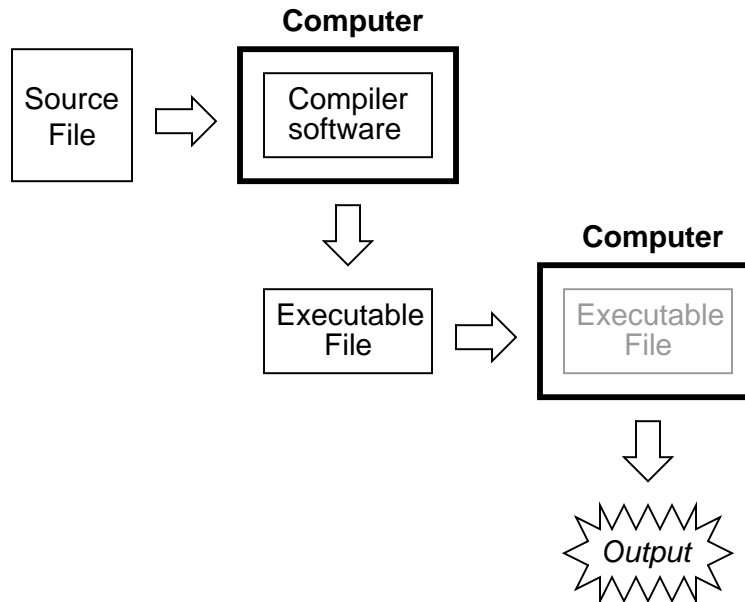 Computer
Source
File
Compiler
software
Computer
Executable
File
Executable
File
Output